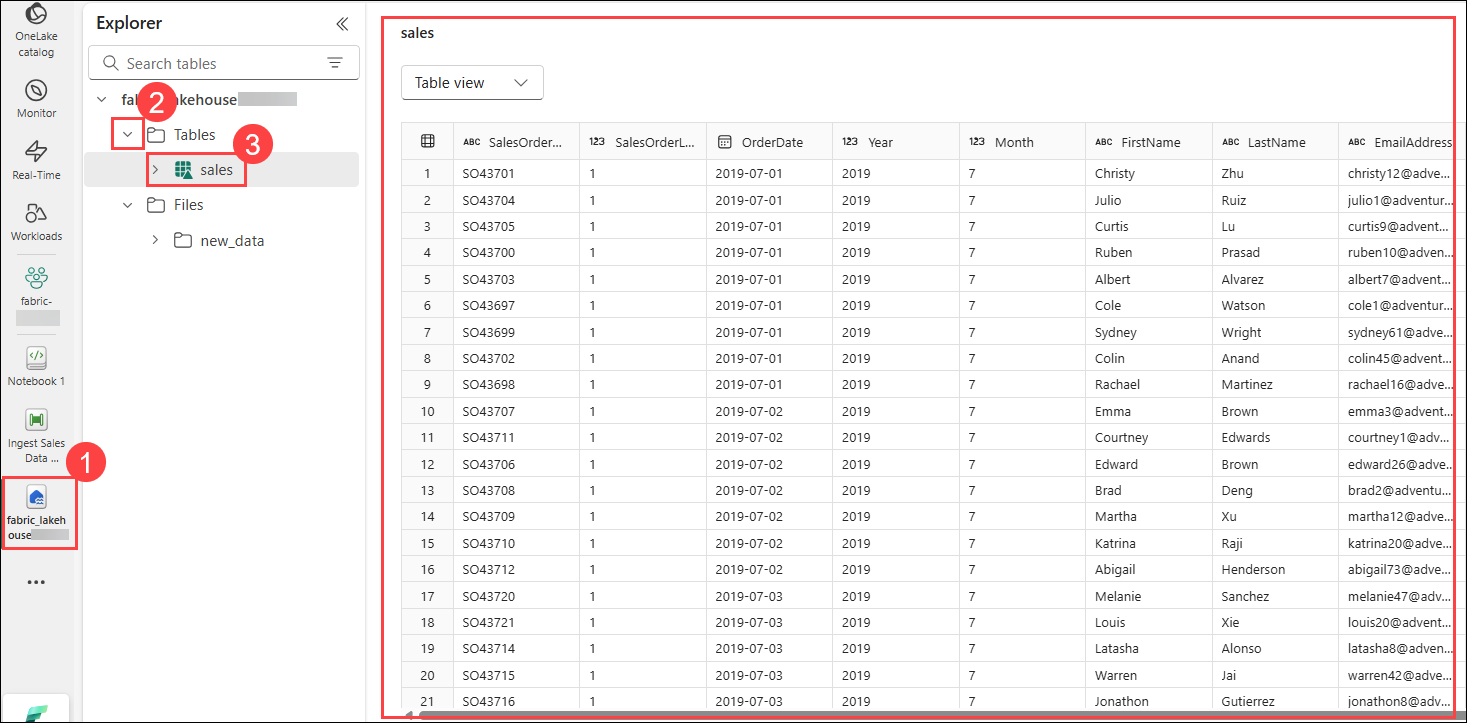 OneLake
catalog
Monitor
Real-Time
Workloads
fabric-
Notebook 1
Ingest Sales
Data ...
1
fabric_lakeh
ouse
Explorer
Search tables
2
Tables
3
sales
Files
new_data
sales
Table view
ABC SalesOrder... 123 SalesOrderL... OrderDate 123 Year 123 Month ABC FirstName ABC LastName ABC EmailAddress
1 SO43701 1 2019-07-01 2019 7 Christy Zhu christy12@adve...
2 SO43704 1 2019-07-01 2019 7 Julio Ruiz julio1@adventur...
3 SO43705 1 2019-07-01 2019 7 Curtis Lu curtis9@advent...
4 SO43700 1 2019-07-01 2019 7 Ruben Prasad ruben10@adven...
5 SO43703 1 2019-07-01 2019 7 Albert Alvarez albert7@advent...
6 SO43697 1 2019-07-01 2019 7 Cole Watson cole1@adventur...
7 SO43699 1 2019-07-01 2019 7 Sydney Wright sydney61@adve...
8 SO43702 1 2019-07-01 2019 7 Colin Anand colin45@advent...
9 SO43698 1 2019-07-01 2019 7 Rachael Martinez rachael16@adve...
10 SO43707 1 2019-07-02 2019 7 Emma Brown emma3@advent...
11 SO43711 1 2019-07-02 2019 7 Courtney Edwards courtney1@adv...
12 SO43706 1 2019-07-02 2019 7 Edward Brown edward26@adve...
13 SO43708 1 2019-07-02 2019 7 Brad Deng brad2@adventu...
14 SO43709 1 2019-07-02 2019 7 Martha Xu martha12@adve...
15 SO43710 1 2019-07-02 2019 7 Katrina Raji katrina20@adve...
16 SO43712 1 2019-07-02 2019 7 Abigail Henderson abigail73@adve...
17 SO43720 1 2019-07-03 2019 7 Melanie Sanchez melanie47@adve...
18 SO43721 1 2019-07-03 2019 7 Louis Xie louis20@advent...
19 SO43714 1 2019-07-03 2019 7 Latasha Alonso latasha8@adven...
20 SO43715 1 2019-07-03 2019 7 Warren Jai warren42@adve...
21 SO43716 1 2019-07-03 2019 7 Jonathon Gutierrez jonathon8@adve...